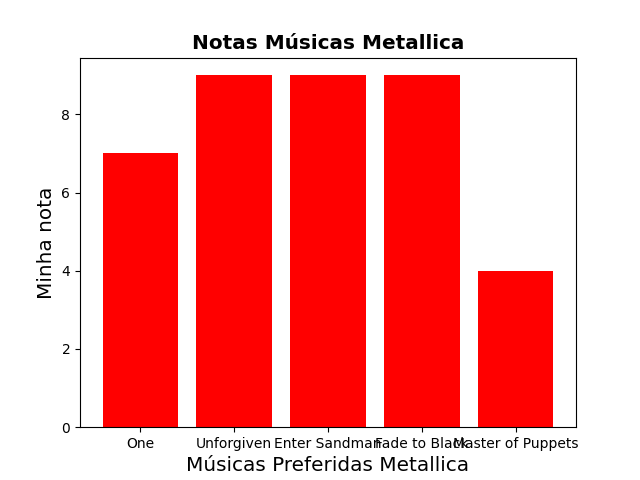 Notas Músicas Metallica
Minha nota
8
6
4
2
0
One Unforgiven Enter Sandman Fade to Black Master of Puppets
Músicas Preferidas Metallica